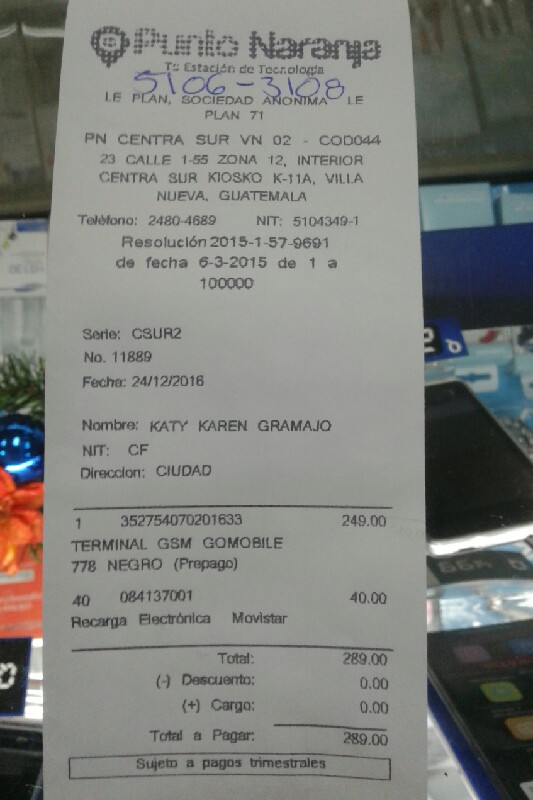 Punto Naranja
Tu Estación de Tecnología
5106-3108
LE PLAN, SOCIEDAD ANONIMA LE
PLAN 71
PN CENTRA SUR VN 02 - COD044
23 CALLE 1-55 ZONA 12, INTERIOR
CENTRA SUR KIOSKO K-11A, VILLA
NUEVA, GUATEMALA
Teléfono: 2480-4689 NIT: 5104349-1
Resolución 2015-1-57-9691
de fecha 6-3-2015 de 1 a
100000
Serie: CSUR2
No. 11889
Fecha: 24/12/2016
Nombre: KATY KAREN GRAMAJO
NIT: CF
Direccion: CIUDAD
1 352754070201633 249.00
TERMINAL GSM GOMOBILE
778 NEGRO (Prepago)
40 084137001 40.00
Recarga Electrónica Movistar
Total: 289.00
(-) Descuento: 0.00
(+) Cargo: 0.00
Total a Pagar: 289.00
Sujeto a pagos trimestrales